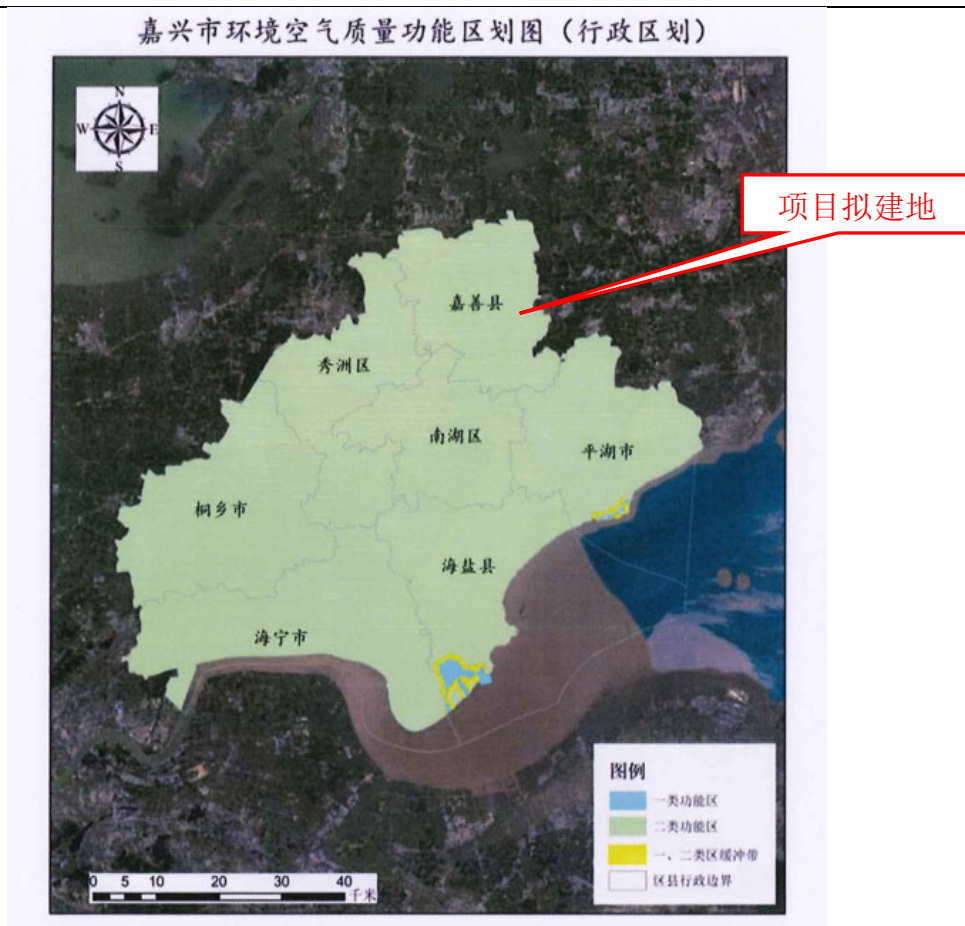 嘉兴市环境空气质量功能区划图（行政区划）
N
W E
S
项目拟建地
嘉善县
秀洲区
南湖区
平湖市
桐乡市
海盐县
海宁市
图例
一类功能区
二类功能区
一、二类区缓冲带
区县行政边界
0 5 10 20 30 40
千米